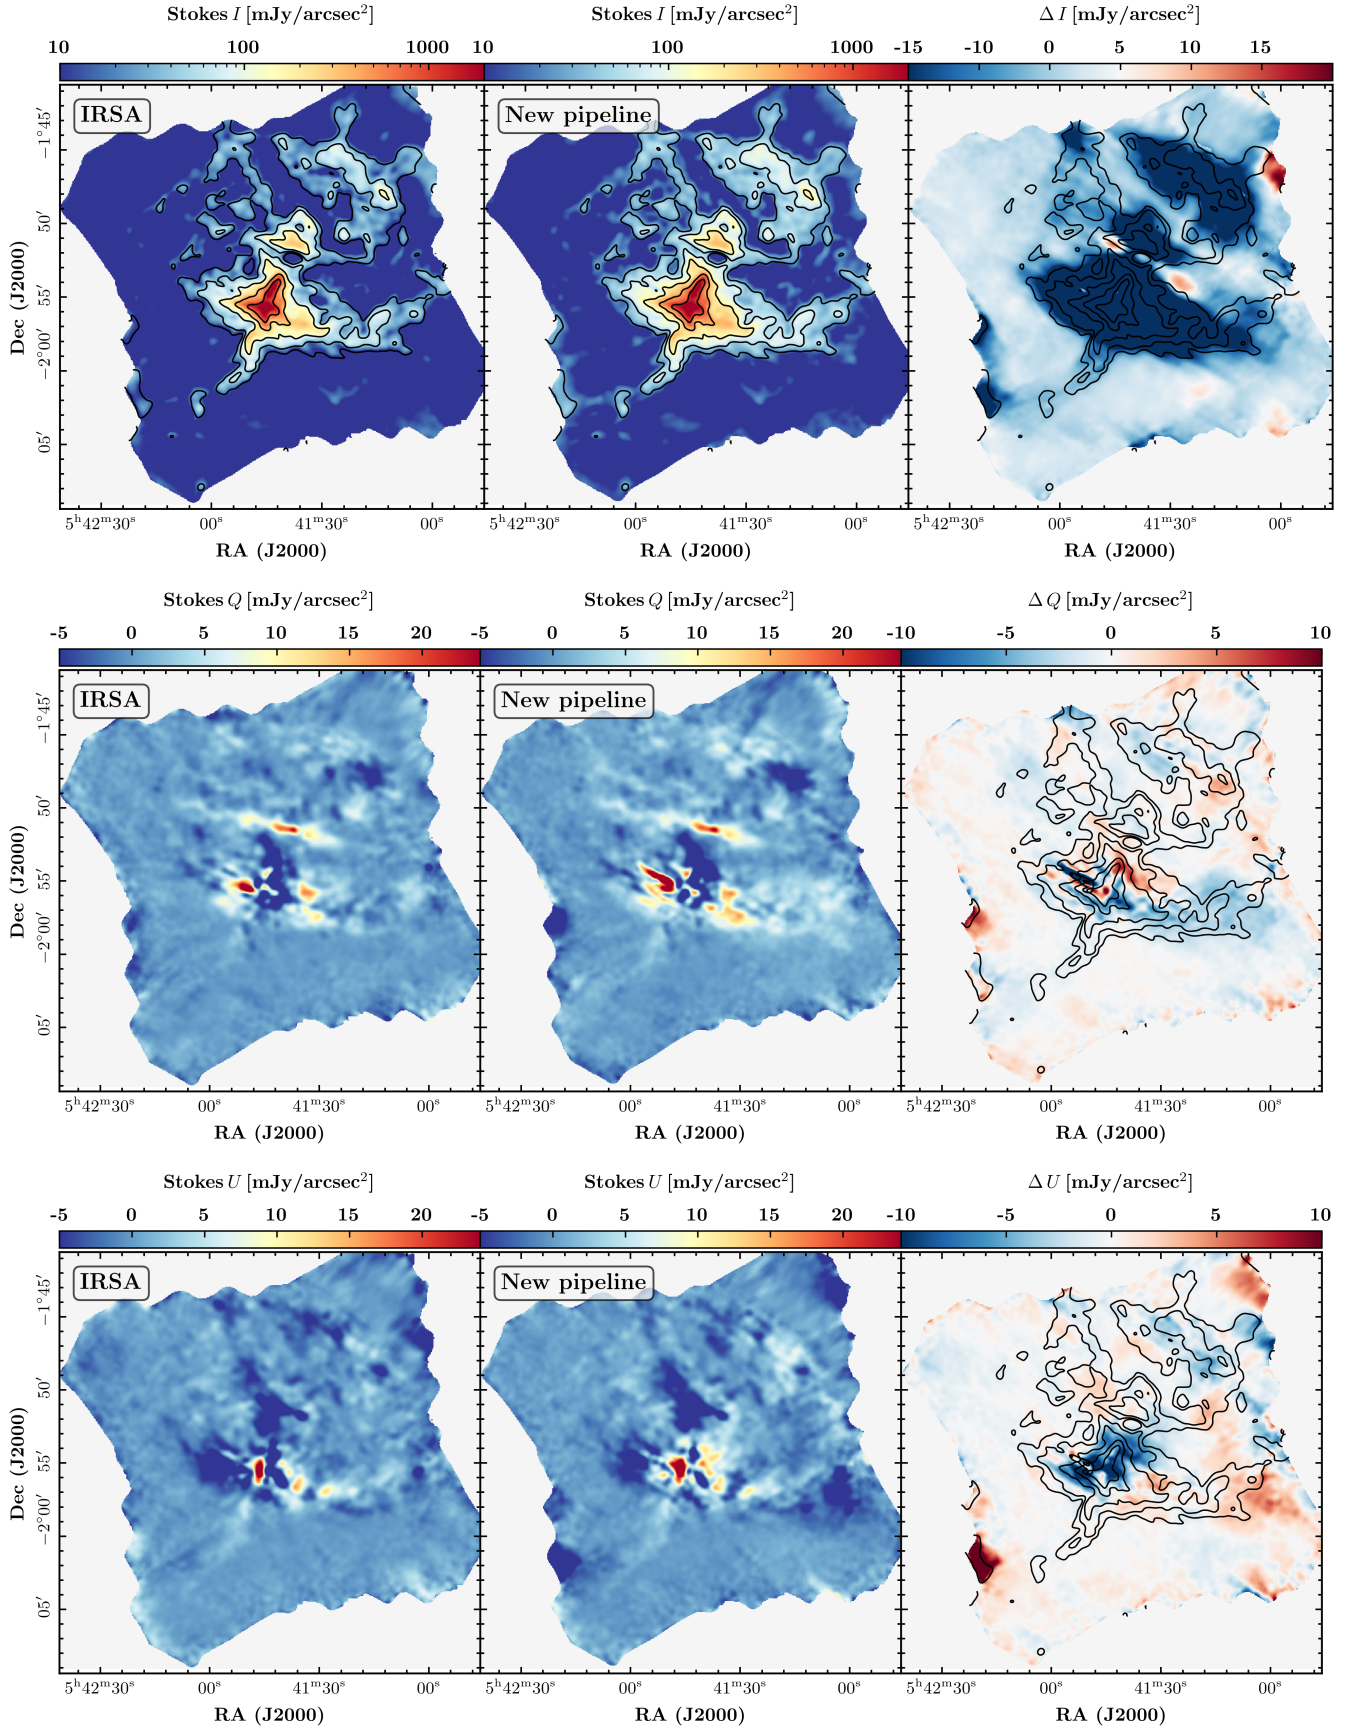 Stokes I [mJy/arcsec²] Stokes I [mJy/arcsec²] Δ I [mJy/arcsec²]
10 100 1000 10 100 1000 -15 -10 0 5 10 15
IRSA New pipeline
Dec (J2000)
−1°45′
50′
55′
−2°00′
05′
5ʰ42ᵐ30ˢ 00ˢ 41ᵐ30ˢ 00ˢ 00ˢ 41ᵐ30ˢ 00ˢ 5ʰ42ᵐ30ˢ 00ˢ 41ᵐ30ˢ 00ˢ
RA (J2000) RA (J2000) RA (J2000)
Stokes Q [mJy/arcsec²] Stokes Q [mJy/arcsec²] Δ Q [mJy/arcsec²]
-5 0 5 10 15 20 -5 0 5 10 15 20 -10 -5 0 5 10
IRSA New pipeline
Dec (J2000)
−1°45′
50′
55′
−2°00′
05′
5ʰ42ᵐ30ˢ 00ˢ 41ᵐ30ˢ 00ˢ 5ʰ42ᵐ30ˢ 00ˢ 41ᵐ30ˢ 00ˢ 5ʰ42ᵐ30ˢ 00ˢ 41ᵐ30ˢ 00ˢ
RA (J2000) RA (J2000) RA (J2000)
Stokes U [mJy/arcsec²] Stokes U [mJy/arcsec²] Δ U [mJy/arcsec²]
-5 0 5 10 15 20 -5 0 5 10 15 20 -10 -5 0 5 10
IRSA New pipeline
Dec (J2000)
−1°45′
50′
55′
−2°00′
05′
5ʰ42ᵐ30ˢ 00ˢ 41ᵐ30ˢ 00ˢ 5ʰ42ᵐ30ˢ 00ˢ 41ᵐ30ˢ 00ˢ 5ʰ42ᵐ30ˢ 00ˢ 41ᵐ30ˢ 00ˢ
RA (J2000) RA (J2000) RA (J2000)